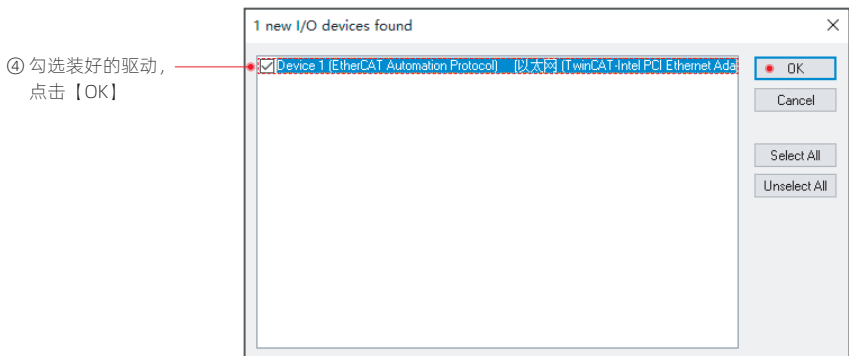 1 new I/O devices found
④ 勾选装好的驱动，
点击【OK】
Device 1 (EtherCAT Automation Protocol) [以太网 (TwinCAT-Intel PCI Ethernet Ada
OK
Cancel
Select All
Unselect All